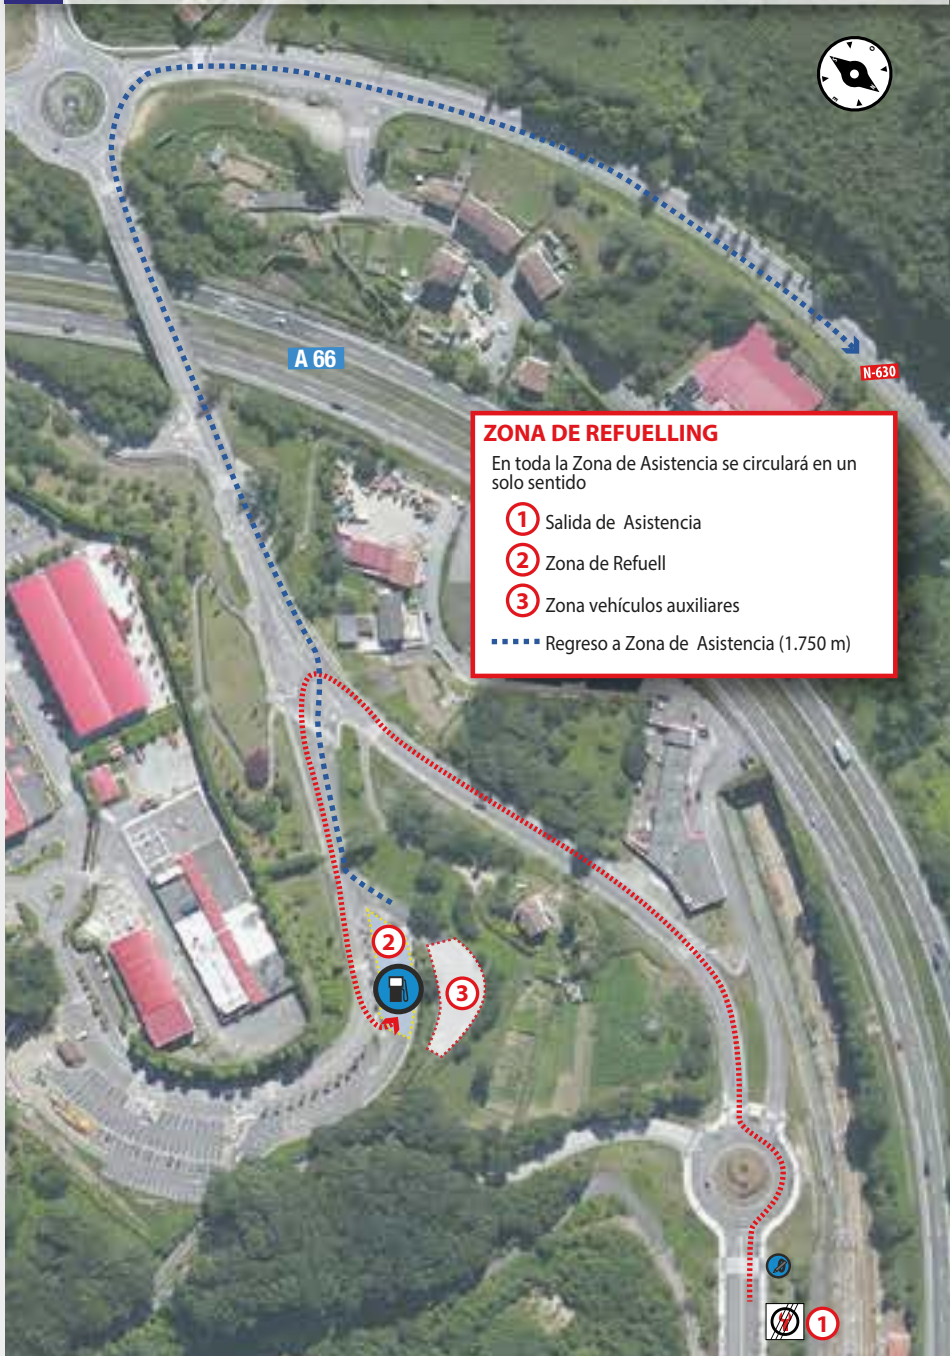 A 66
N-630
ZONA DE REFUELLING
En toda la Zona de Asistencia se circulará en un
solo sentido
1 Salida de Asistencia
2 Zona de Refuell
3 Zona vehículos auxiliares
Regreso a Zona de Asistencia (1.750 m)
2
3
1